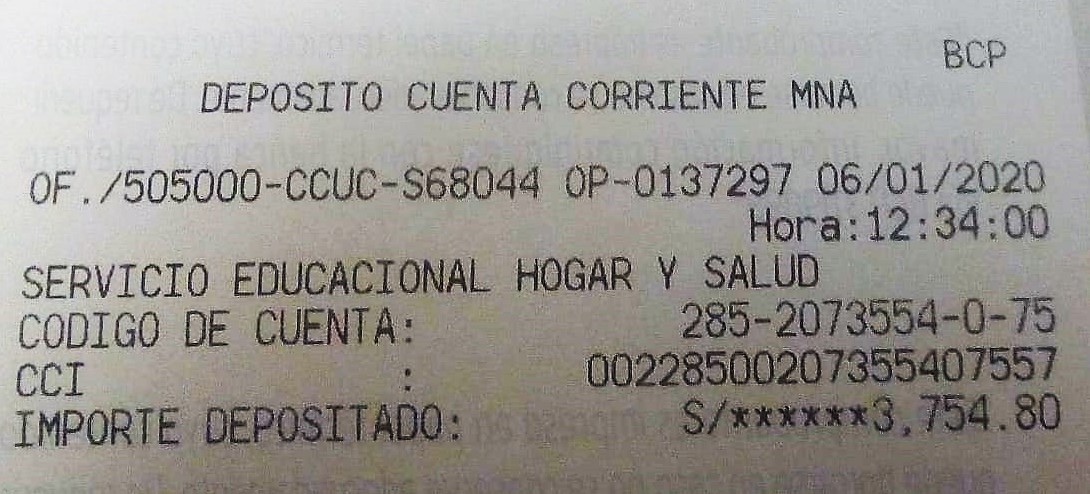 BCP
DEPOSITO CUENTA CORRIENTE MNA
OF./505000-CCUC-S68044 OP-0137297 06/01/2020
Hora:12:34:00
SERVICIO EDUCACIONAL HOGAR Y SALUD
CODIGO DE CUENTA: 285-2073554-0-75
CCI : 00228500207355407557
IMPORTE DEPOSITADO: S/******3,754.80